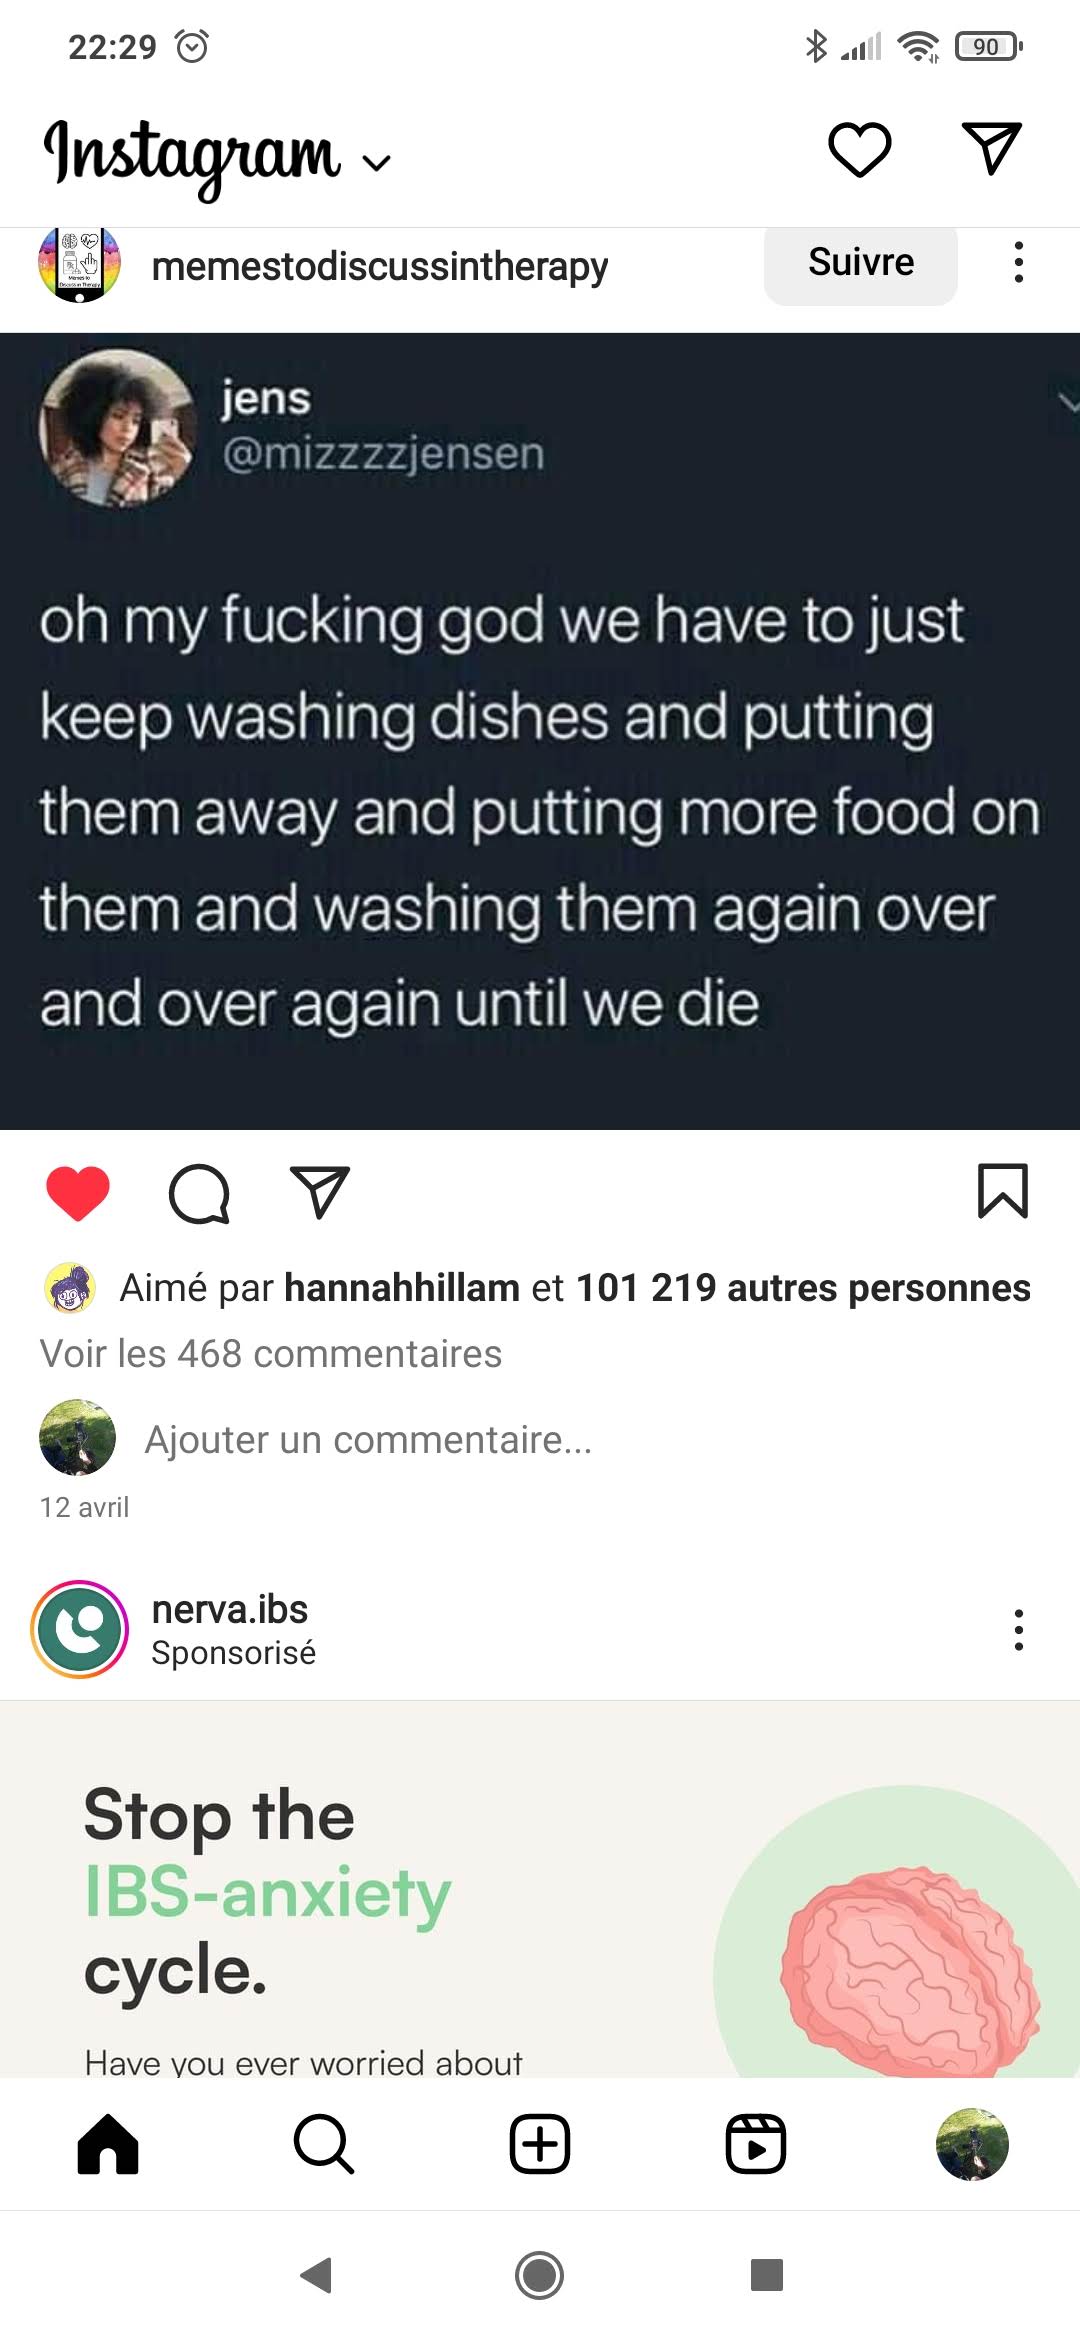 22:29
90
Instagram
memestodiscussintherapy
Suivre
jens
@mizzzzjensen
oh my fucking god we have to just
keep washing dishes and putting
them away and putting more food on
them and washing them again over
and over again until we die
Aimé par hannahhillam et 101 219 autres personnes
Voir les 468 commentaires
Ajouter un commentaire...
12 avril
nerva.ibs
Sponsorisé
Stop the
IBS-anxiety
cycle.
Have you ever worried about